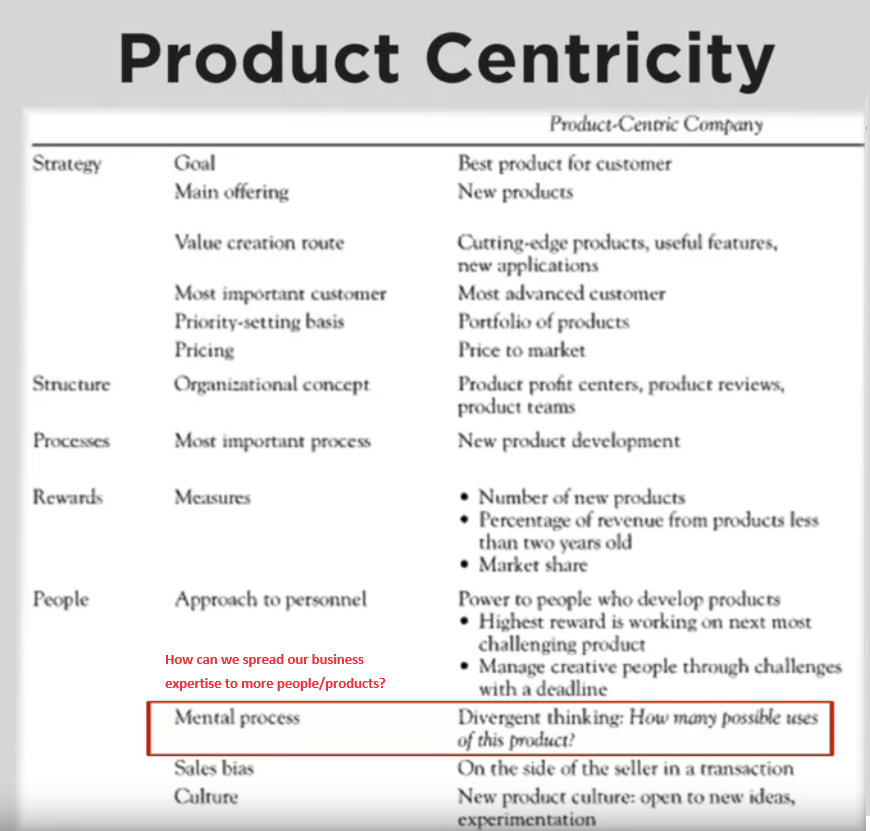 Product Centricity
Product-Centric Company
Strategy Goal Best product for customer
Main offering New products
Value creation route Cutting-edge products, useful features,
new applications
Most important customer Most advanced customer
Priority-setting basis Portfolio of products
Pricing Price to market
Structure Organizational concept Product profit centers, product reviews,
product teams
Processes Most important process New product development
Rewards Measures • Number of new products
• Percentage of revenue from products less
than two years old
• Market share
People Approach to personnel Power to people who develop products
• Highest reward is working on next most
challenging product
• Manage creative people through challenges
with a deadline
How can we spread our business
expertise to more people/products?
Mental process Divergent thinking: How many possible uses
of this product?
Sales bias On the side of the seller in a transaction
Culture New product culture: open to new ideas,
experimentation